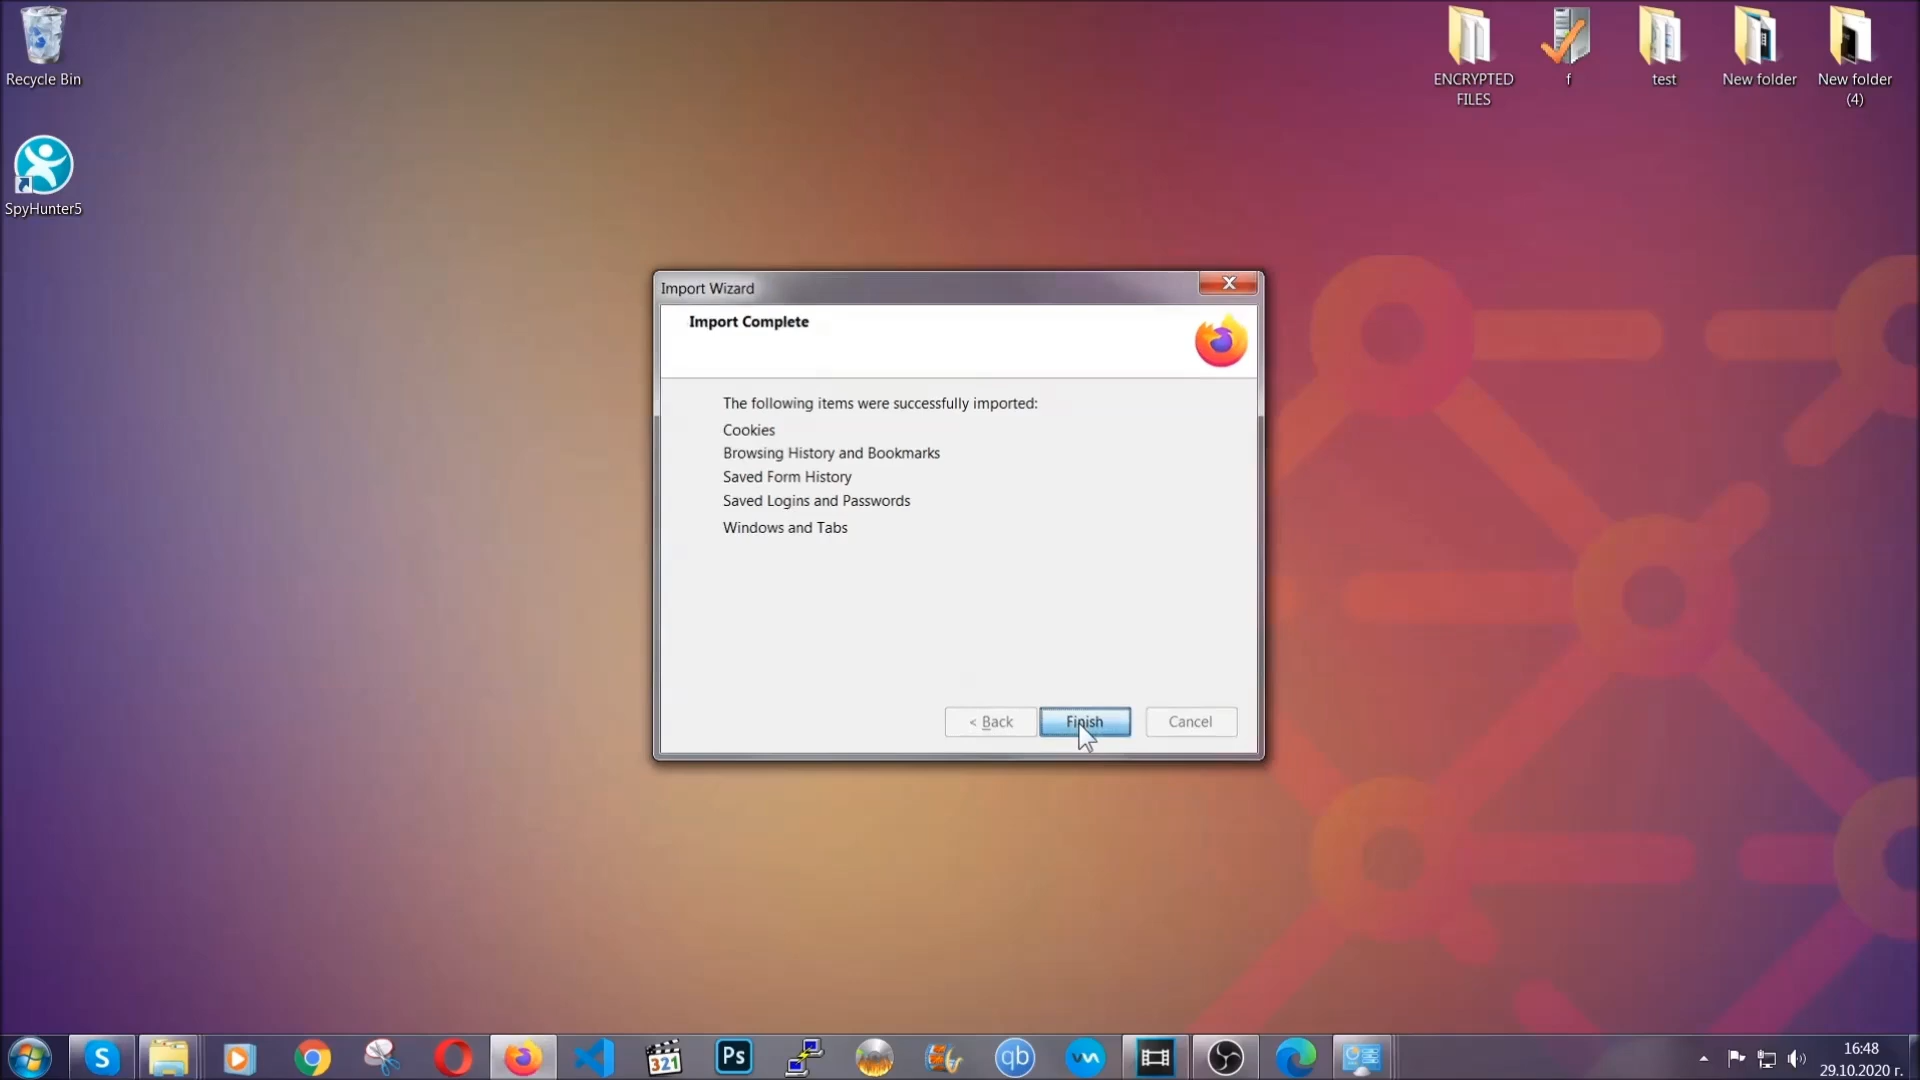 Recycle Bin
SpyHunter5
ENCRYPTED
FILES
f
test
New folder
New folder
(4)
Import Wizard
Import Complete
The following items were successfully imported:
Cookies
Browsing History and Bookmarks
Saved Form History
Saved Logins and Passwords
Windows and Tabs
< Back
Finish
Cancel
S
321
Ps
qb
16:48
29.10.2020 г.